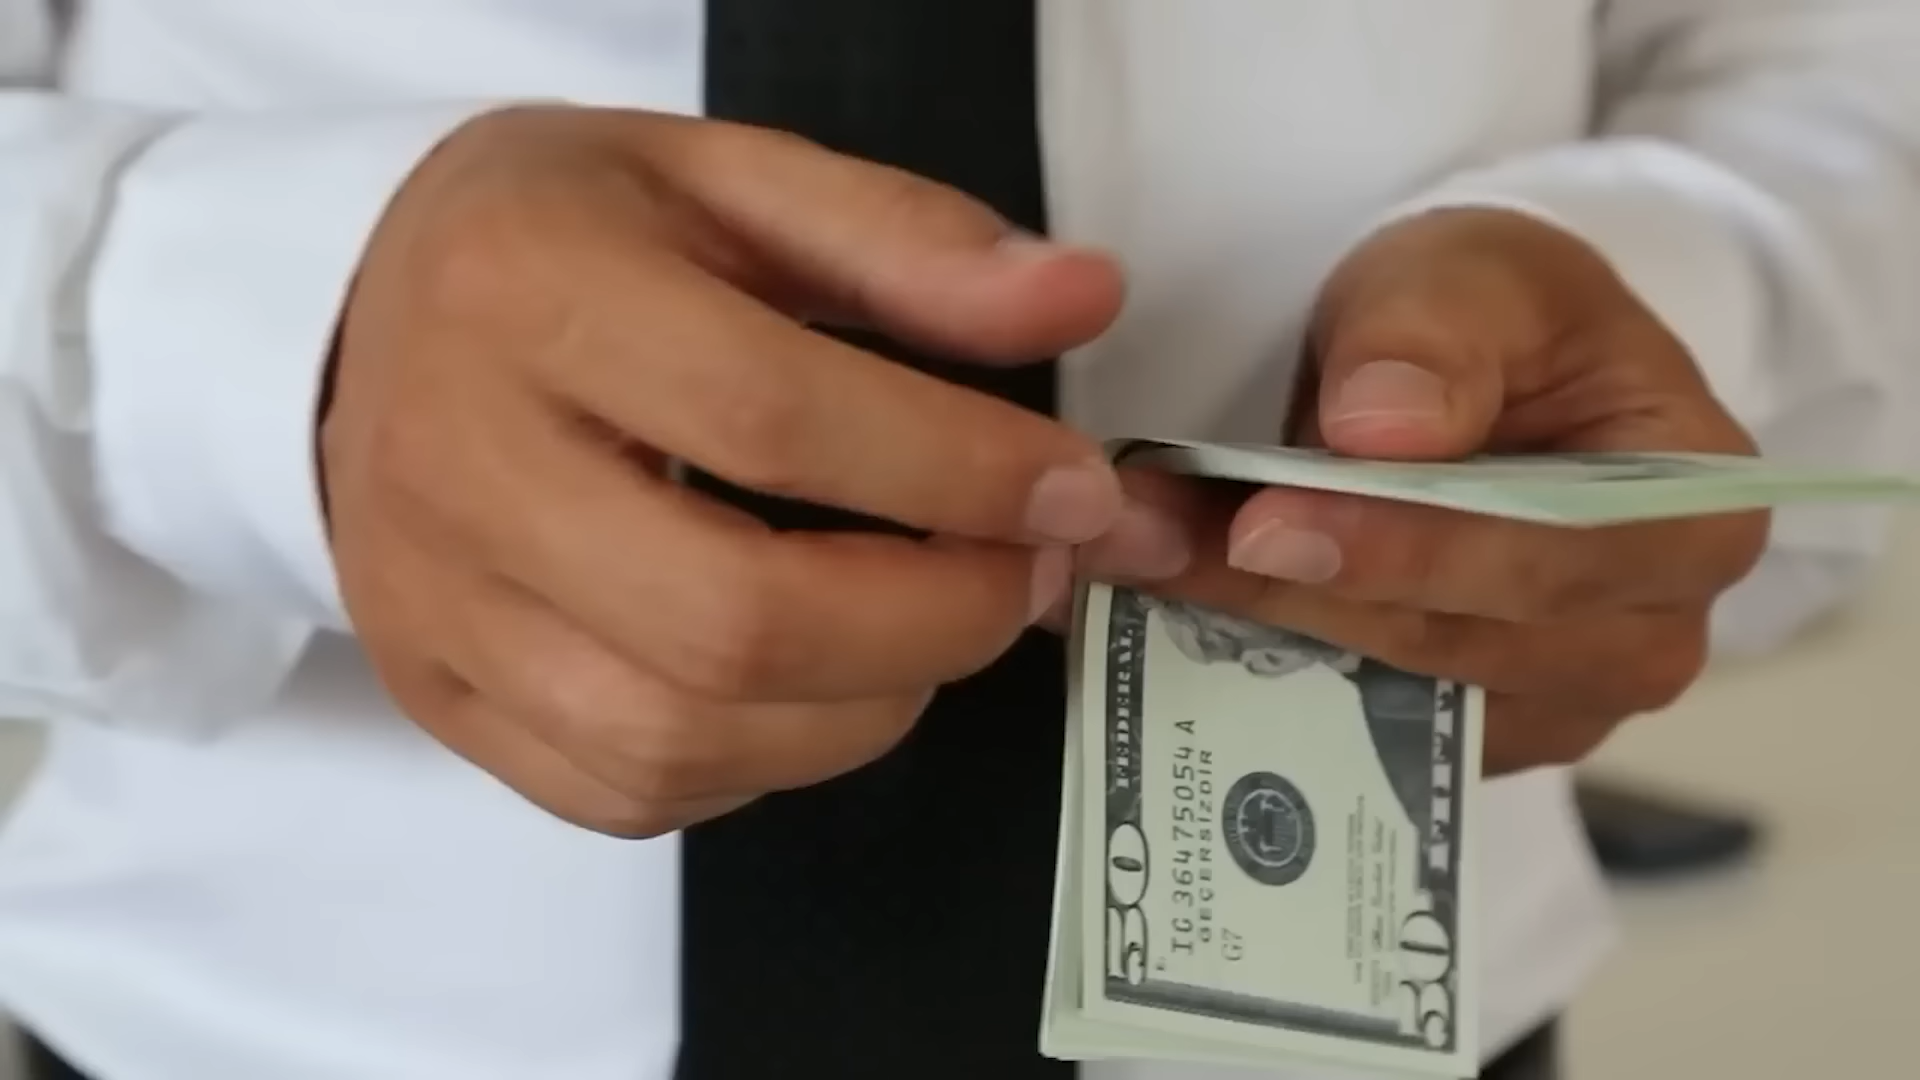 FEDERAL
50
IG 36475054 A
GEÇERSİZDİR
G7
FIFTY
50